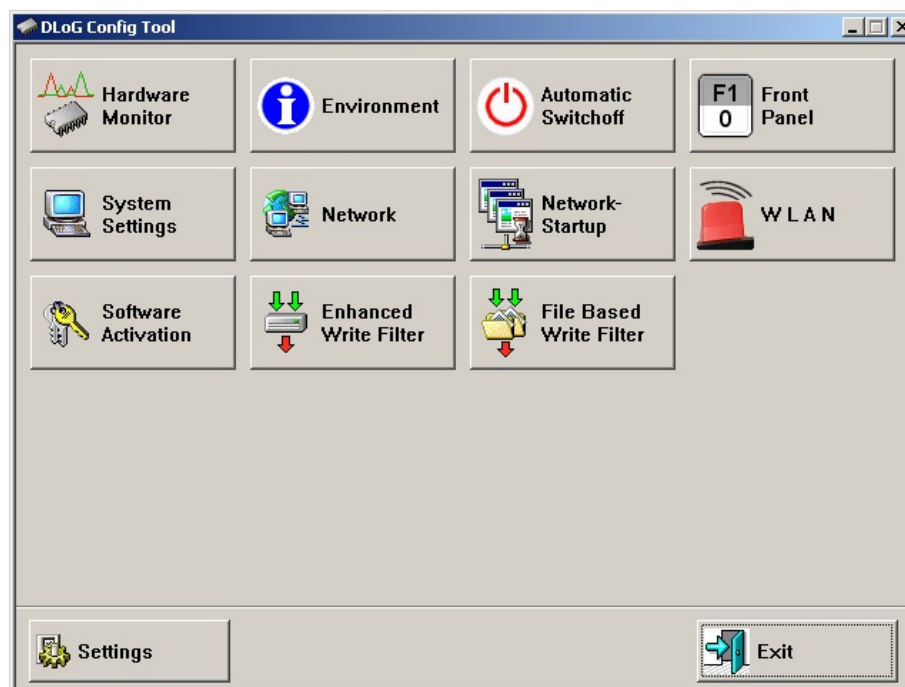 DLoG Config Tool
Hardware
Monitor
Environment
Automatic
Switchoff
F1
0
Front
Panel
System
Settings
Network
Network-
Startup
WLAN
Software
Activation
Enhanced
Write Filter
File Based
Write Filter
Settings
Exit